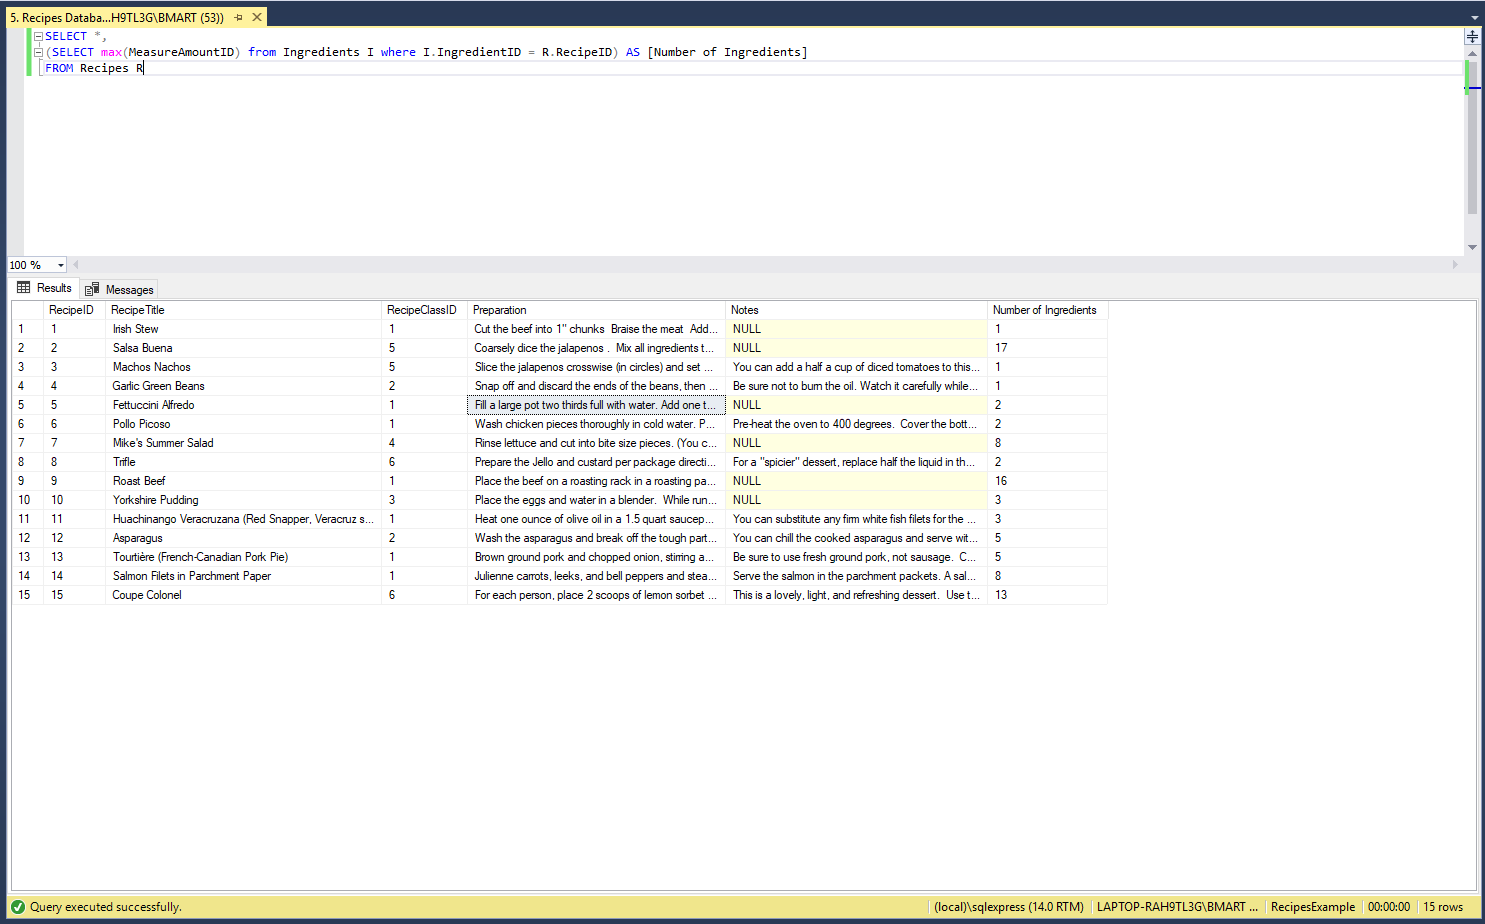 5. Recipes Databa...H9TL3G\BMART (53))
SELECT *,
(SELECT max(MeasureAmountID) from Ingredients I where I.IngredientID = R.RecipeID) AS [Number of Ingredients]
FROM Recipes R
100 %
Results Messages
RecipeID RecipeTitle RecipeClassID Preparation Notes Number of Ingredients
1 1 Irish Stew 1 Cut the beef into 1" chunks Braise the meat Add... NULL 1
2 2 Salsa Buena 5 Coarsely dice the jalapenos . Mix all ingredients t... NULL 17
3 3 Machos Nachos 5 Slice the jalapenos crosswise (in circles) and set ... You can add a half a cup of diced tomatoes to this... 1
4 4 Garlic Green Beans 2 Snap off and discard the ends of the beans, then ... Be sure not to burn the oil. Watch it carefully while... 1
5 5 Fettuccini Alfredo 1 Fill a large pot two thirds full with water. Add one t... NULL 2
6 6 Pollo Picoso 1 Wash chicken pieces thoroughly in cold water. P... Pre-heat the oven to 400 degrees. Cover the bott... 2
7 7 Mike's Summer Salad 4 Rinse lettuce and cut into bite size pieces. (You c... NULL 8
8 8 Trifle 6 Prepare the Jello and custard per package directi... For a "spicier" dessert, replace half the liquid in th... 2
9 9 Roast Beef 1 Place the beef on a roasting rack in a roasting pa... NULL 16
10 10 Yorkshire Pudding 3 Place the eggs and water in a blender. While run... NULL 3
11 11 Huachinango Veracruzana (Red Snapper, Veracruz s... 1 Heat one ounce of olive oil in a 1.5 quart saucep... You can substitute any firm white fish filets for the ... 3
12 12 Asparagus 2 Wash the asparagus and break off the tough part... You can chill the cooked asparagus and serve wit... 5
13 13 Tourtière (French-Canadian Pork Pie) 1 Brown ground pork and chopped onion, stirring a... Be sure to use fresh ground pork, not sausage. C... 5
14 14 Salmon Filets in Parchment Paper 1 Julienne carrots, leeks, and bell peppers and stea... Serve the salmon in the parchment packets. A sal... 8
15 15 Coupe Colonel 6 For each person, place 2 scoops of lemon sorbet ... This is a lovely, light, and refreshing dessert. Use t... 13
Query executed successfully. (local)\sqlexpress (14.0 RTM) LAPTOP-RAH9TL3G\BMART ... RecipesExample 00:00:00 15 rows